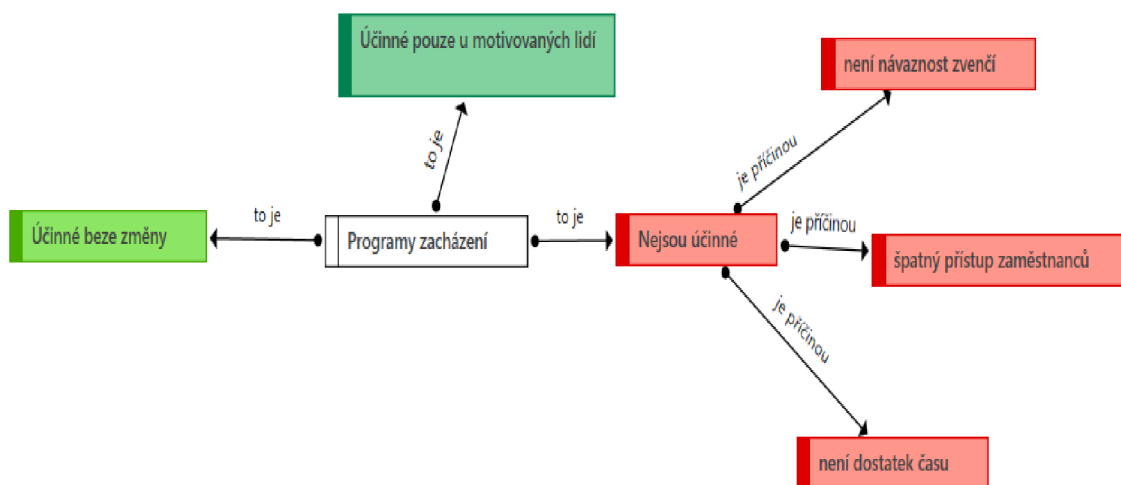 Účinné pouze u motivovaných lidí
není návaznost zvenčí
to je
je příčinou
Účinné beze změny
to je
Programy zacházení
to je
Nejsou účinné
je příčinou
špatný přístup zaměstnanců
je příčinou
není dostatek času